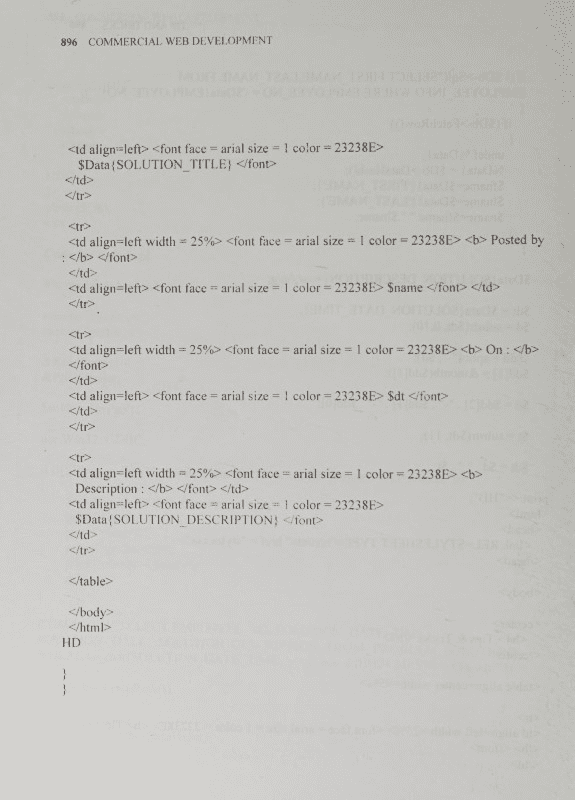 896 COMMERCIAL WEB DEVELOPMENT
<td align=left> <font face = arial size = 1 color = 23238E>
$Data{SOLUTION_TITLE} </font>
</td>
</tr>
<tr>
<td align=left width = 25%> <font face = arial size = 1 color = 23238E> <b> Posted by
: </b> </font>
</td>
<td align=left> <font face = arial size = 1 color = 23238E> $name </font> </td>
</tr>
<tr>
<td align=left width = 25%> <font face = arial size = 1 color = 23238E> <b> On : </b>
</font>
</td>
<td align=left> <font face = arial size = 1 color = 23238E> $dt </font>
</td>
</tr>
<tr>
<td align=left width = 25%> <font face = arial size = 1 color = 23238E> <b>
Description : </b> </font> </td>
<td align=left> <font face = arial size = 1 color = 23238E>
$Data{SOLUTION_DESCRIPTION} </font>
</td>
</tr>
</table>
</body>
</html>
HD
}
}